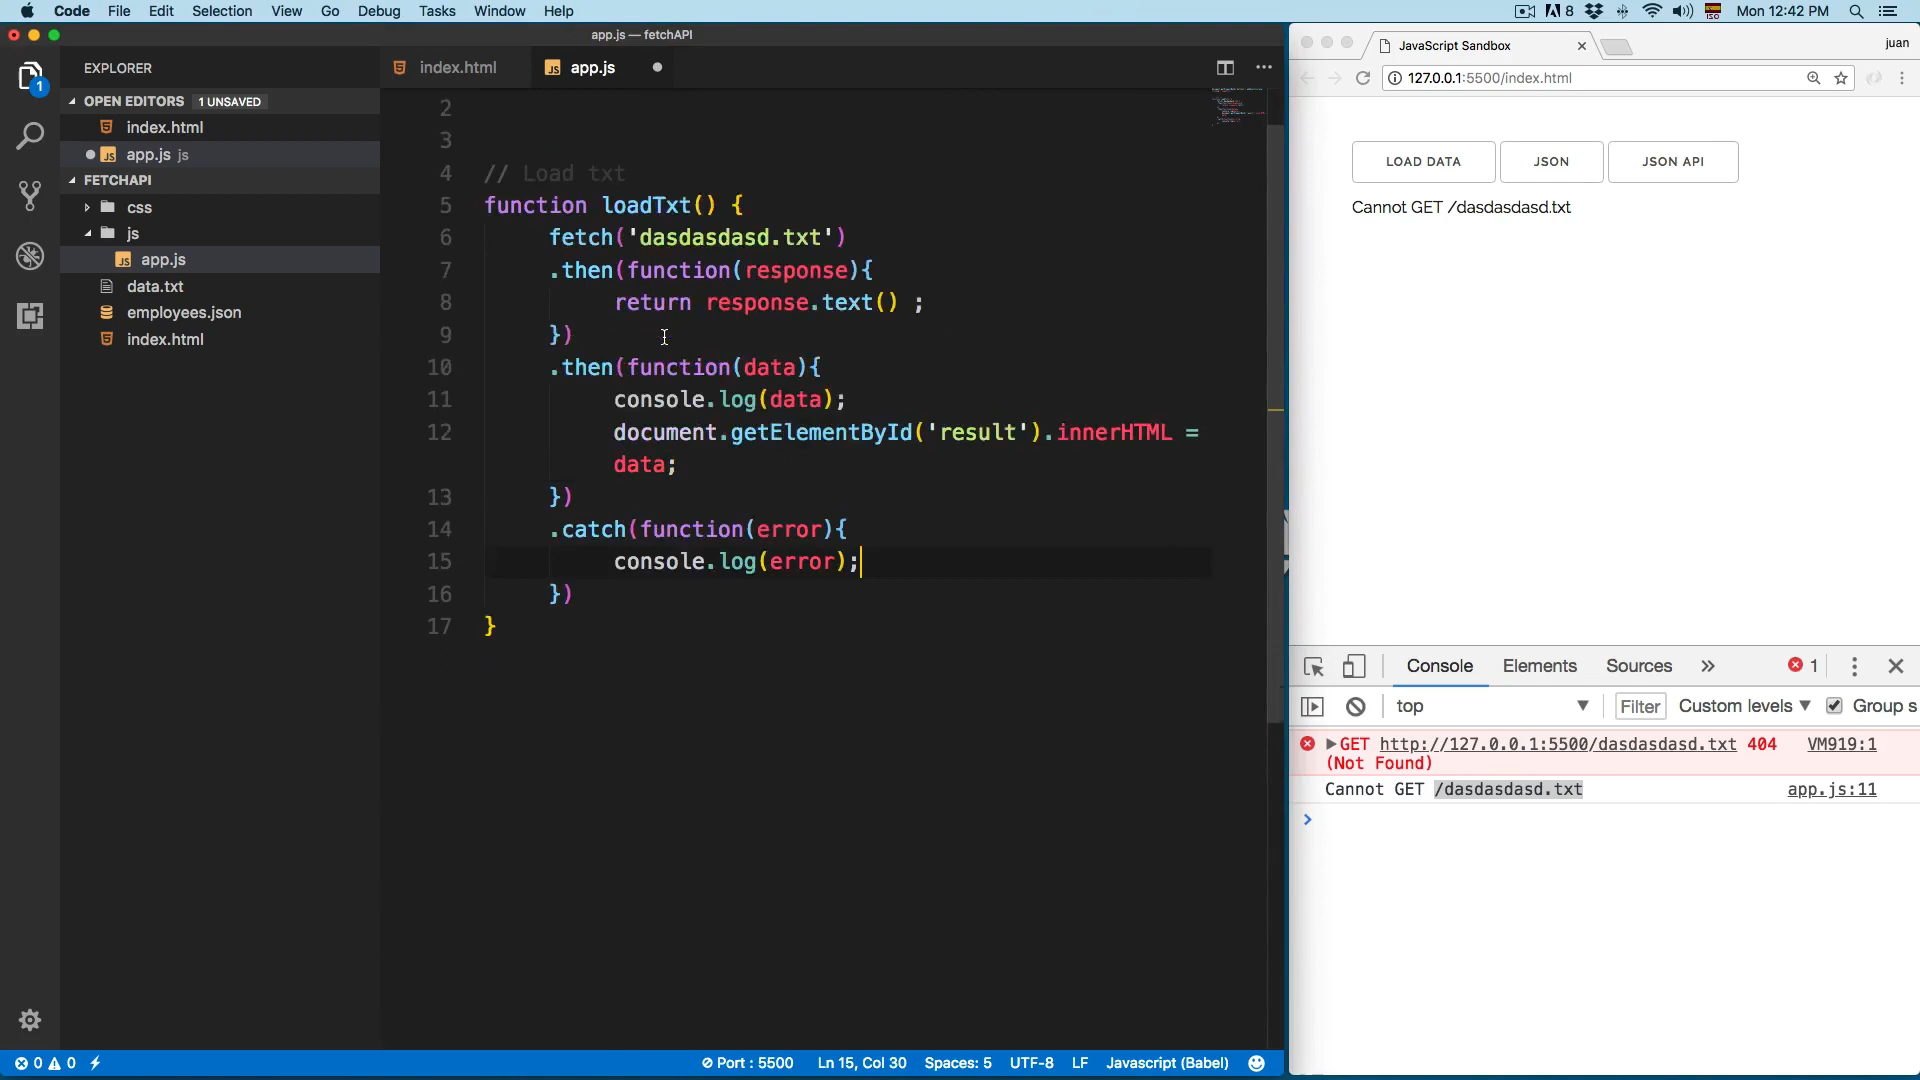 Code File Edit Selection View Go Debug Tasks Window Help
8 ISO Mon 12:42 PM
app.js — fetchAPI
JavaScript Sandbox juan
127.0.0.1:5500/index.html
EXPLORER
1
OPEN EDITORS 1 UNSAVED
index.html
app.js js
FETCHAPI
css
js
app.js
data.txt
employees.json
index.html
index.html app.js
2
3
4 // Load txt
5 function loadTxt() {
6 fetch('dasdasdasd.txt')
7 .then(function(response){
8 return response.text() ;
9 })
10 .then(function(data){
11 console.log(data);
12 document.getElementById('result').innerHTML =
data;
13 })
14 .catch(function(error){
15 console.log(error);
16 })
17 }
LOAD DATA JSON JSON API
Cannot GET /dasdasdasd.txt
Console Elements Sources » 1
top Filter Custom levels Group s
GET http://127.0.0.1:5500/dasdasdasd.txt 404 VM919:1
(Not Found)
Cannot GET /dasdasdasd.txt app.js:11
0 0 Port : 5500 Ln 15, Col 30 Spaces: 5 UTF-8 LF Javascript (Babel)